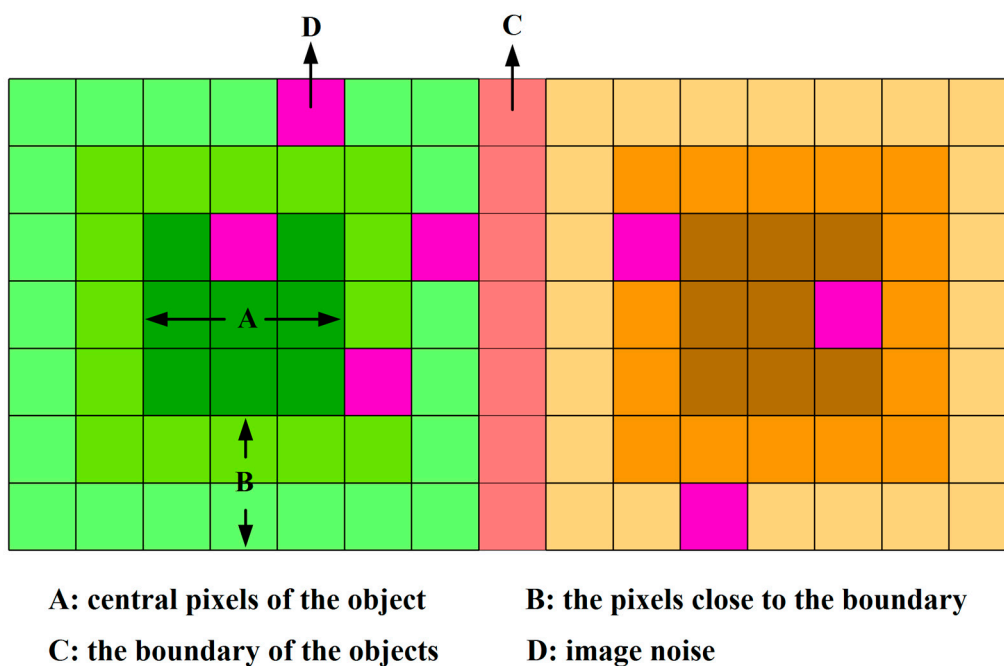 D
C
A
B
A: central pixels of the object
B: the pixels close to the boundary
C: the boundary of the objects
D: image noise